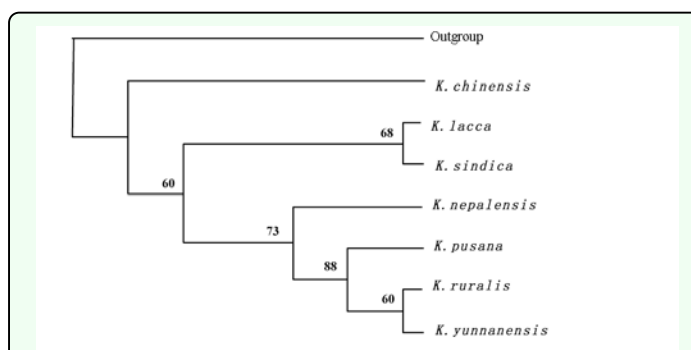 Outgroup
K.chinensis
68
K.lacca
K.sindica
60
K.nepalensis
73
K.pusana
88
K.ruralis
60
K.yunnanensis